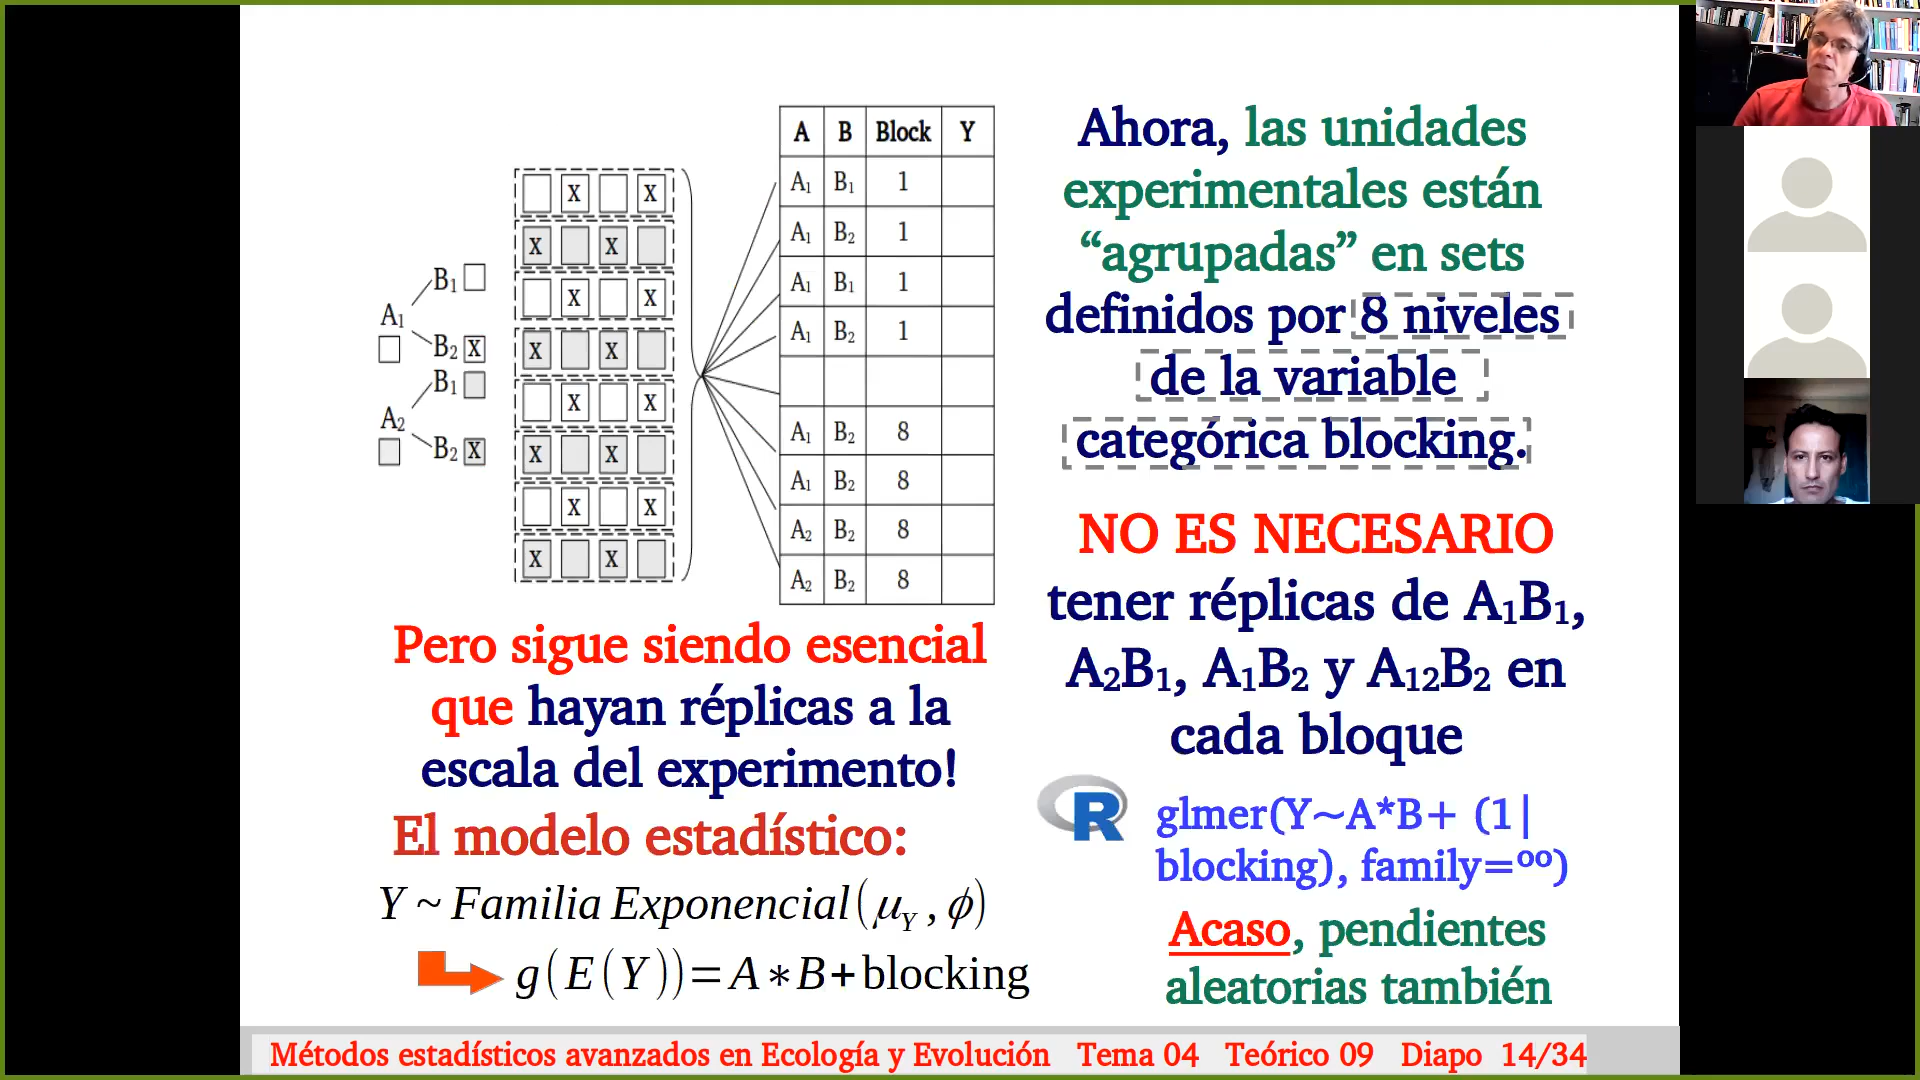 A₁
B₁
B₂ X
A₂
B₁
B₂ X
X X
X X
X X
X X
X X
X X
X X
X X
A B Block Y
A₁ B₁ 1
A₁ B₂ 1
A₁ B₁ 1
A₁ B₂ 1
A₁ B₂ 8
A₁ B₂ 8
A₂ B₂ 8
A₂ B₂ 8
Pero sigue siendo esencial
que hayan réplicas a la
escala del experimento!
El modelo estadístico:
Y ~ Familia Exponencial(μ_Y , ϕ)
g(E(Y))=A∗B+blocking
Ahora, las unidades
experimentales están
“agrupadas” en sets
definidos por 8 niveles
de la variable
categórica blocking.
NO ES NECESARIO
tener réplicas de A₁B₁,
A₂B₁, A₁B₂ y A₁₂B₂ en
cada bloque
R
glmer(Y~A*B+ (1|
blocking), family=ºº)
Acaso, pendientes
aleatorias también
Métodos estadísticos avanzados en Ecología y Evolución Tema 04 Teórico 09 Diapo 14/34